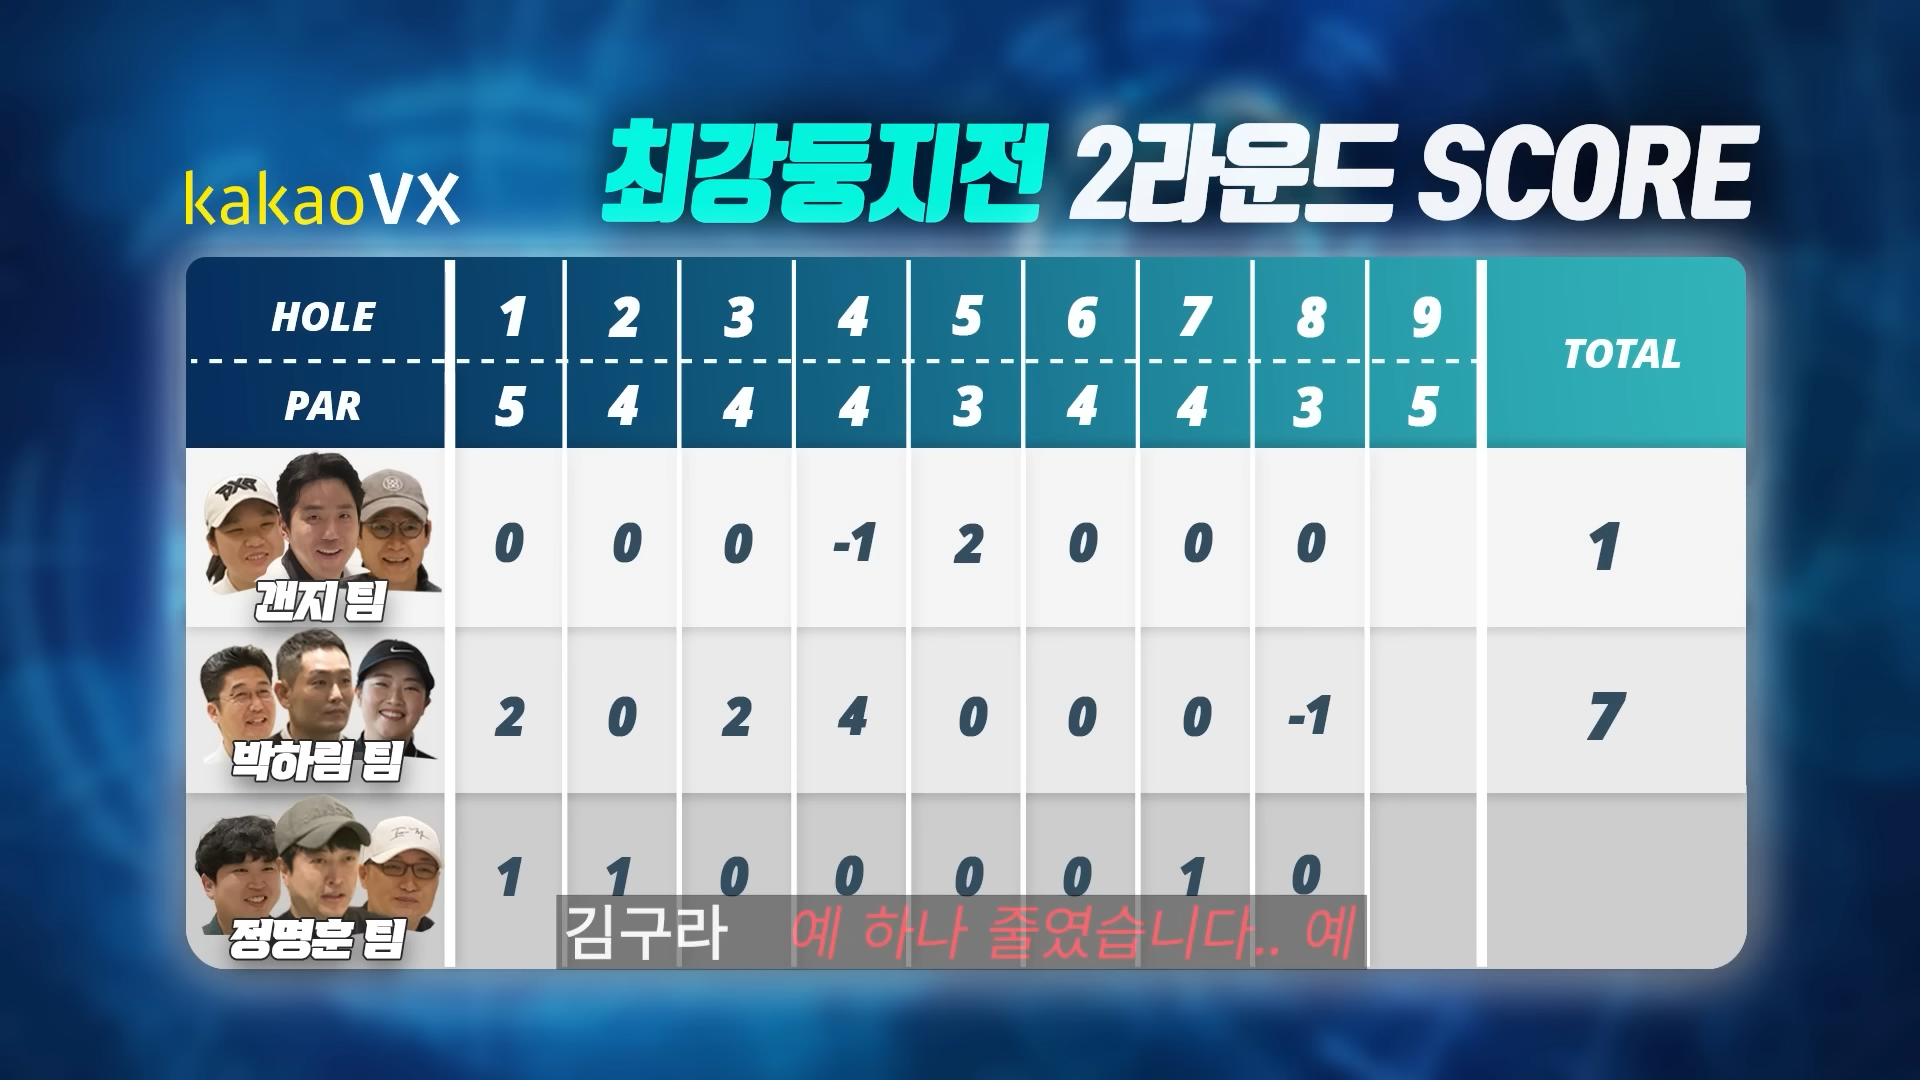 kakaoVX 최강둥지전 2라운드 SCORE
HOLE 1 2 3 4 5 6 7 8 9 TOTAL
PAR 5 4 4 4 3 4 4 3 5
PXG
0 0 0 -1 2 0 0 0 1
갠지 팀
2 0 2 4 0 0 0 -1 7
박하림 팀
1 1 0 0 0 0 1 0
정명훈 팀
김구라 예 하나 줄였습니다.. 예